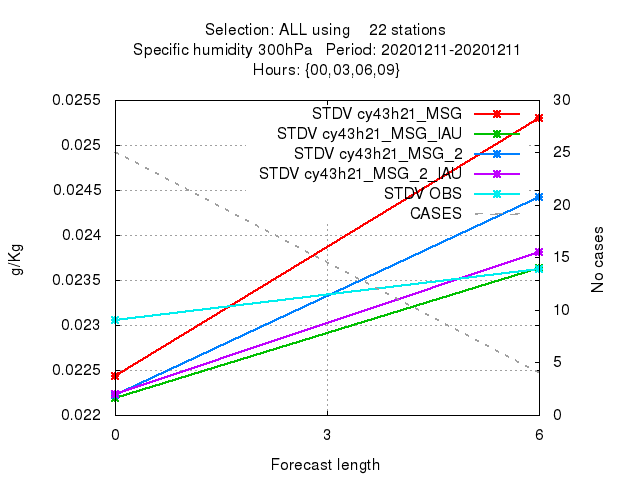 Selection: ALL using    22 stations
Specific humidity 300hPa   Period: 20201211-20201211
Hours: {00,03,06,09}
0.0255
0.025
0.0245
0.024
0.0235
0.023
0.0225
0.022
g/Kg
STDV cy43h21_MSG
STDV cy43h21_MSG_IAU
STDV cy43h21_MSG_2
STDV cy43h21_MSG_2_IAU
STDV OBS
CASES
30
25
20
15
10
5
0
No cases
0 3 6
Forecast length